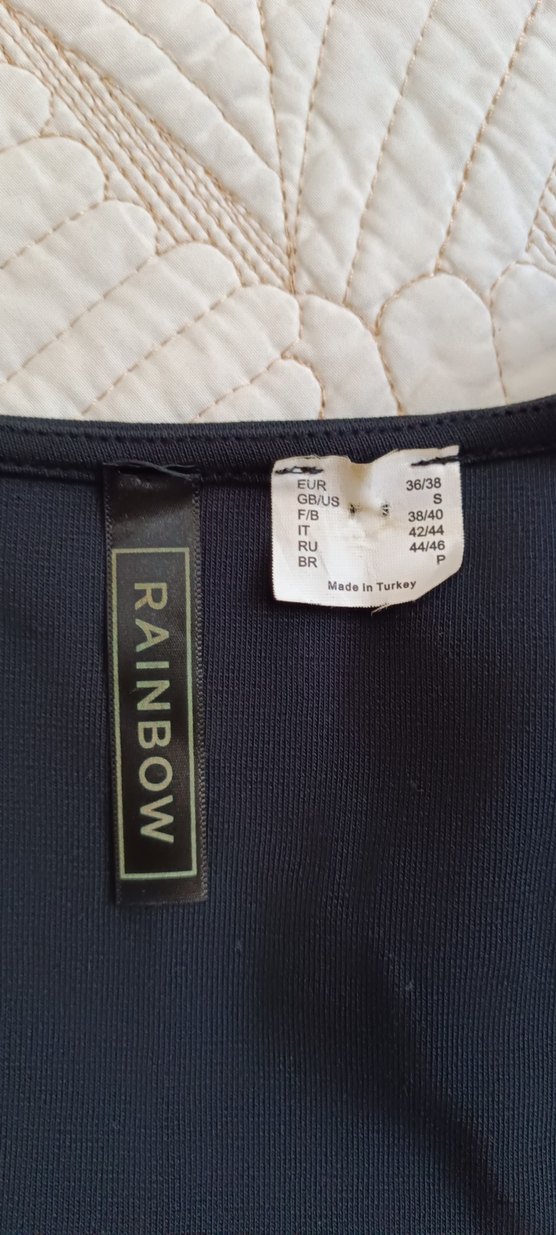 RAINBOW
EUR 36/38
GB/US S
F/B 38/40
IT 42/44
RU 44/46
BR P
Made in Turkey